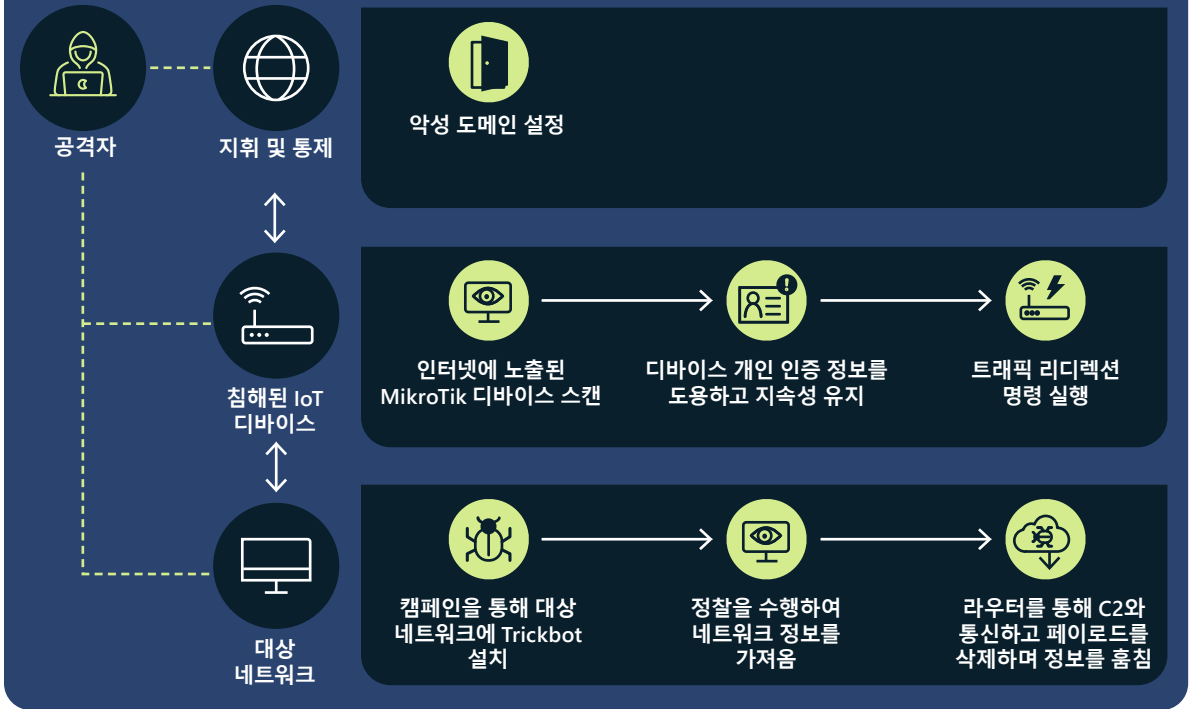 공격자
지휘 및 통제
악성 도메인 설정
침해된 IoT
디바이스
인터넷에 노출된
MikroTik 디바이스 스캔
디바이스 개인 인증 정보를
도용하고 지속성 유지
트래픽 리디렉션
명령 실행
대상
네트워크
캠페인을 통해 대상
네트워크에 Trickbot
설치
정찰을 수행하여
네트워크 정보를
가져옴
라우터를 통해 C2와
통신하고 페이로드를
삭제하며 정보를 훔침